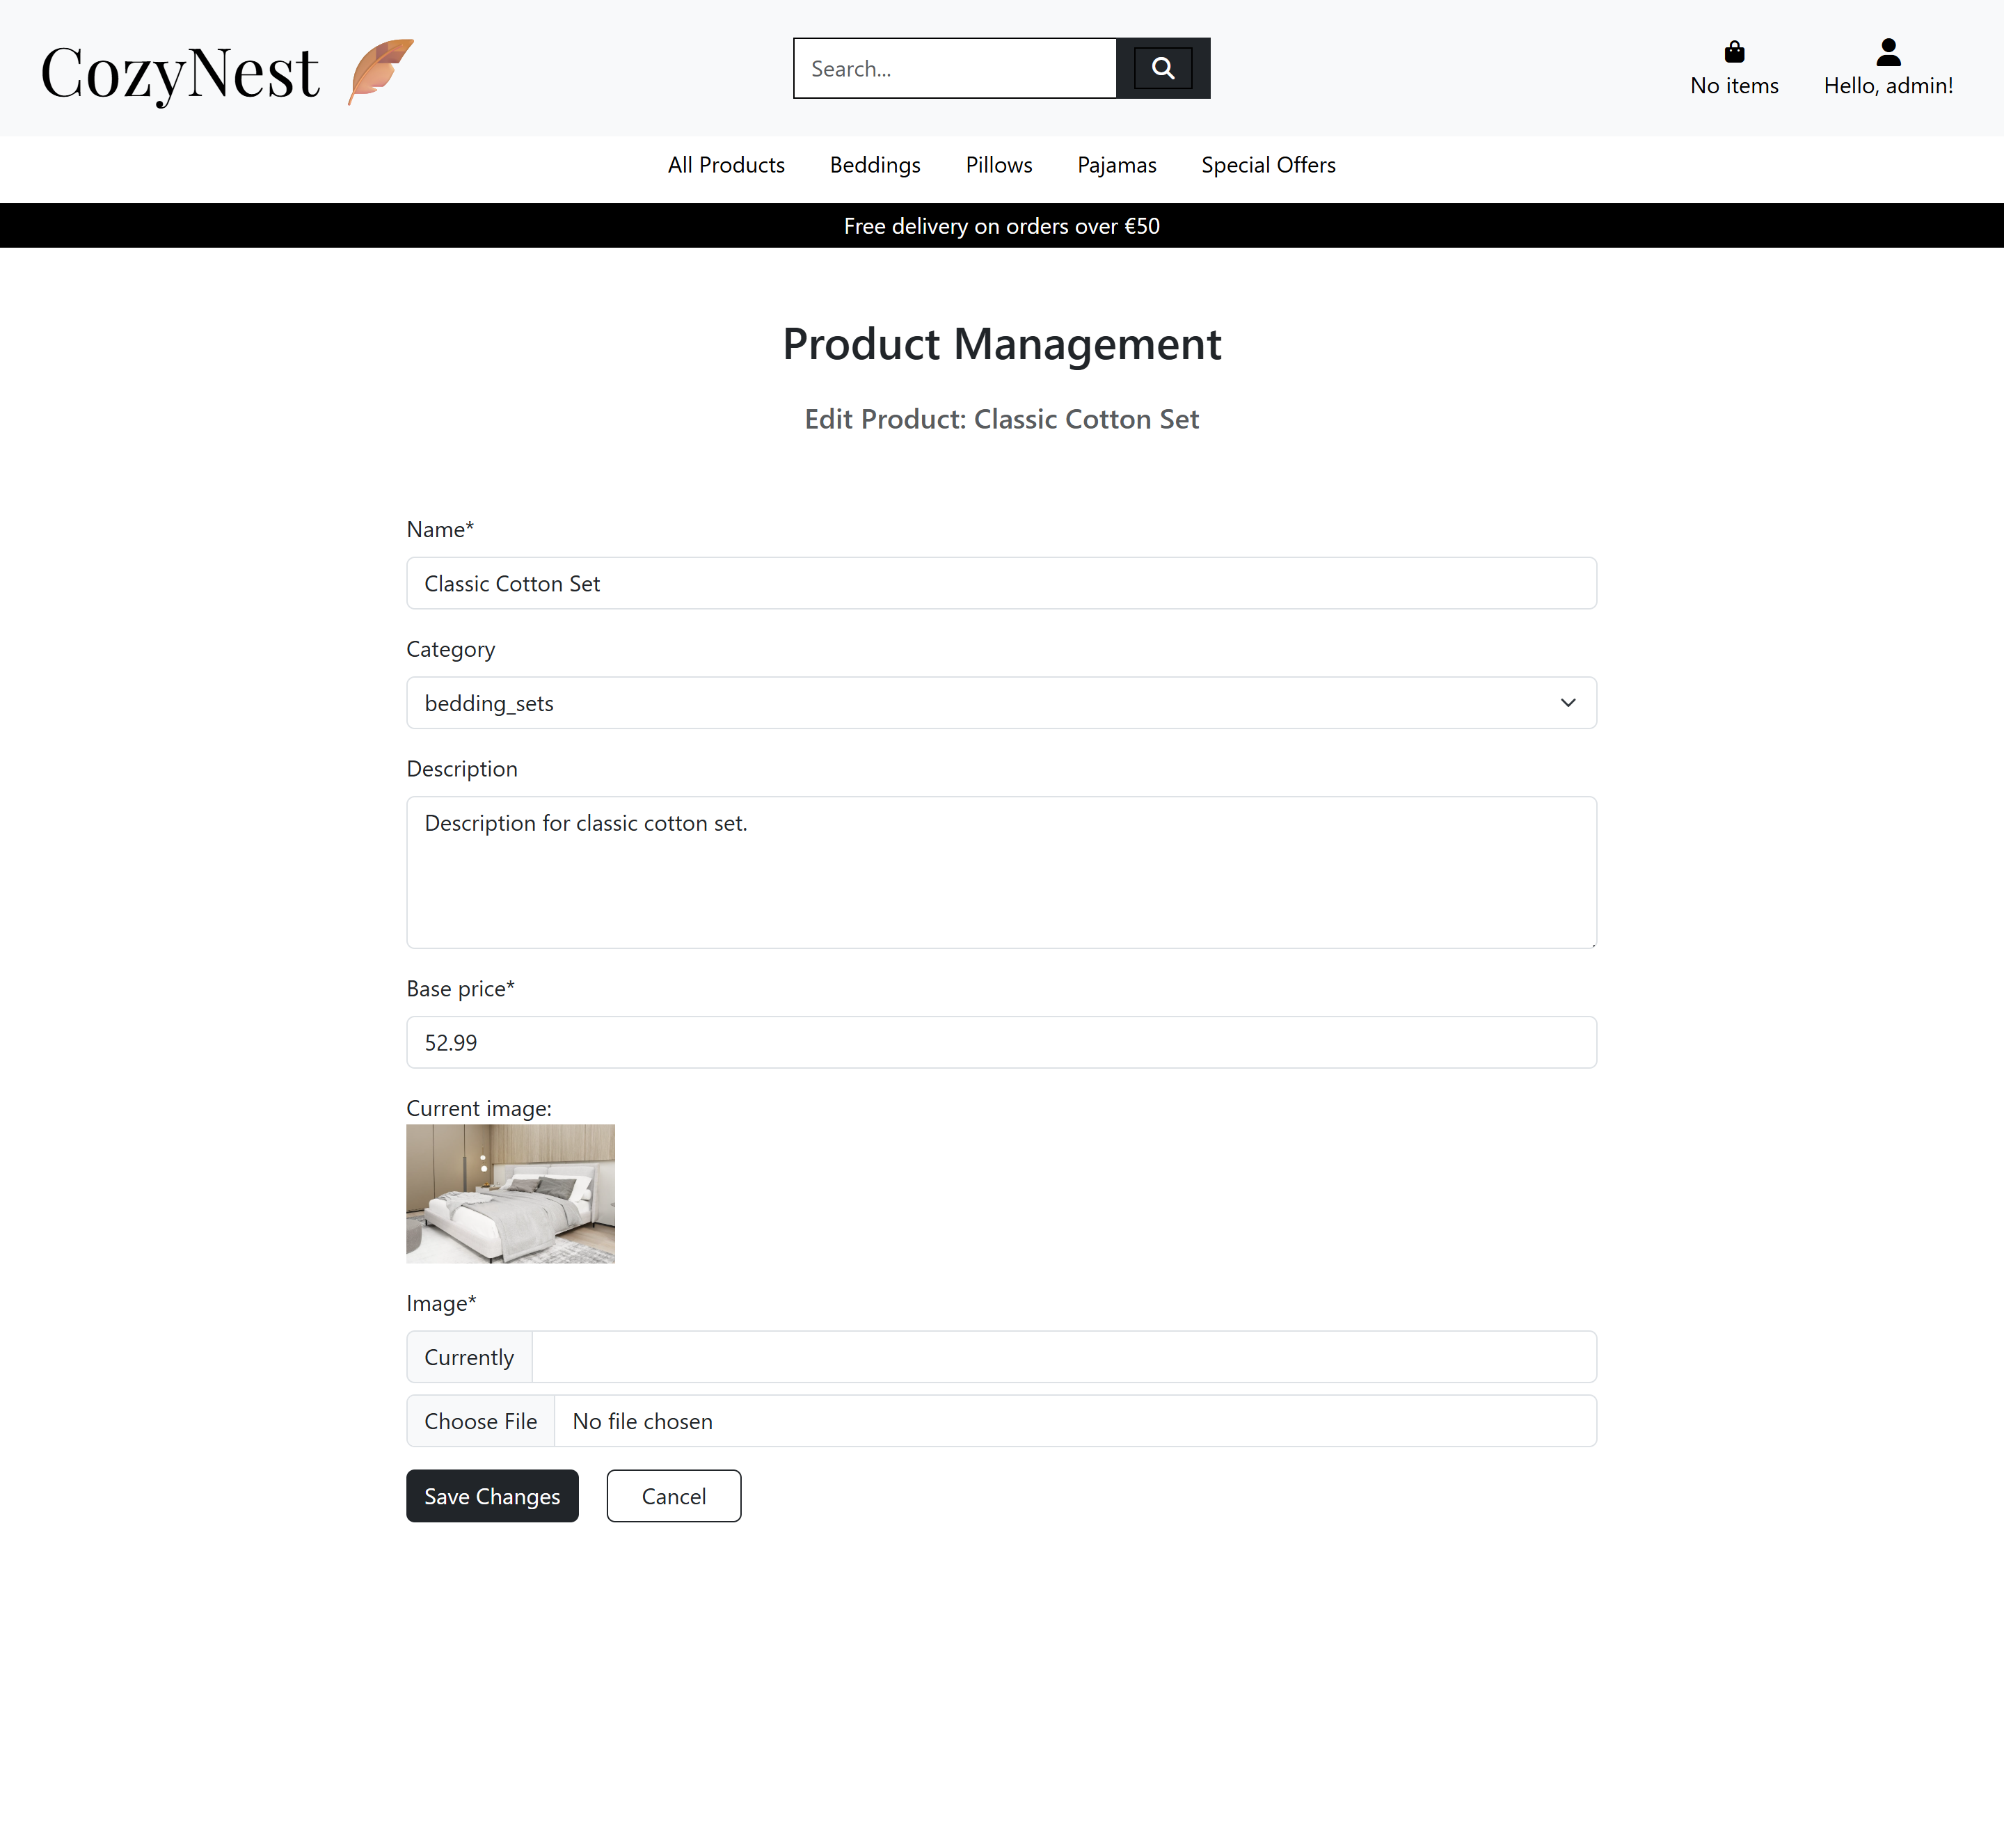 CozyNest
Search...
No items
Hello, admin!
All Products Beddings Pillows Pajamas Special Offers
Free delivery on orders over €50
Product Management
Edit Product: Classic Cotton Set
Name*
Classic Cotton Set
Category
bedding_sets
Description
Description for classic cotton set.
Base price*
52.99
Current image:
Image*
Currently
Choose File No file chosen
Save Changes Cancel